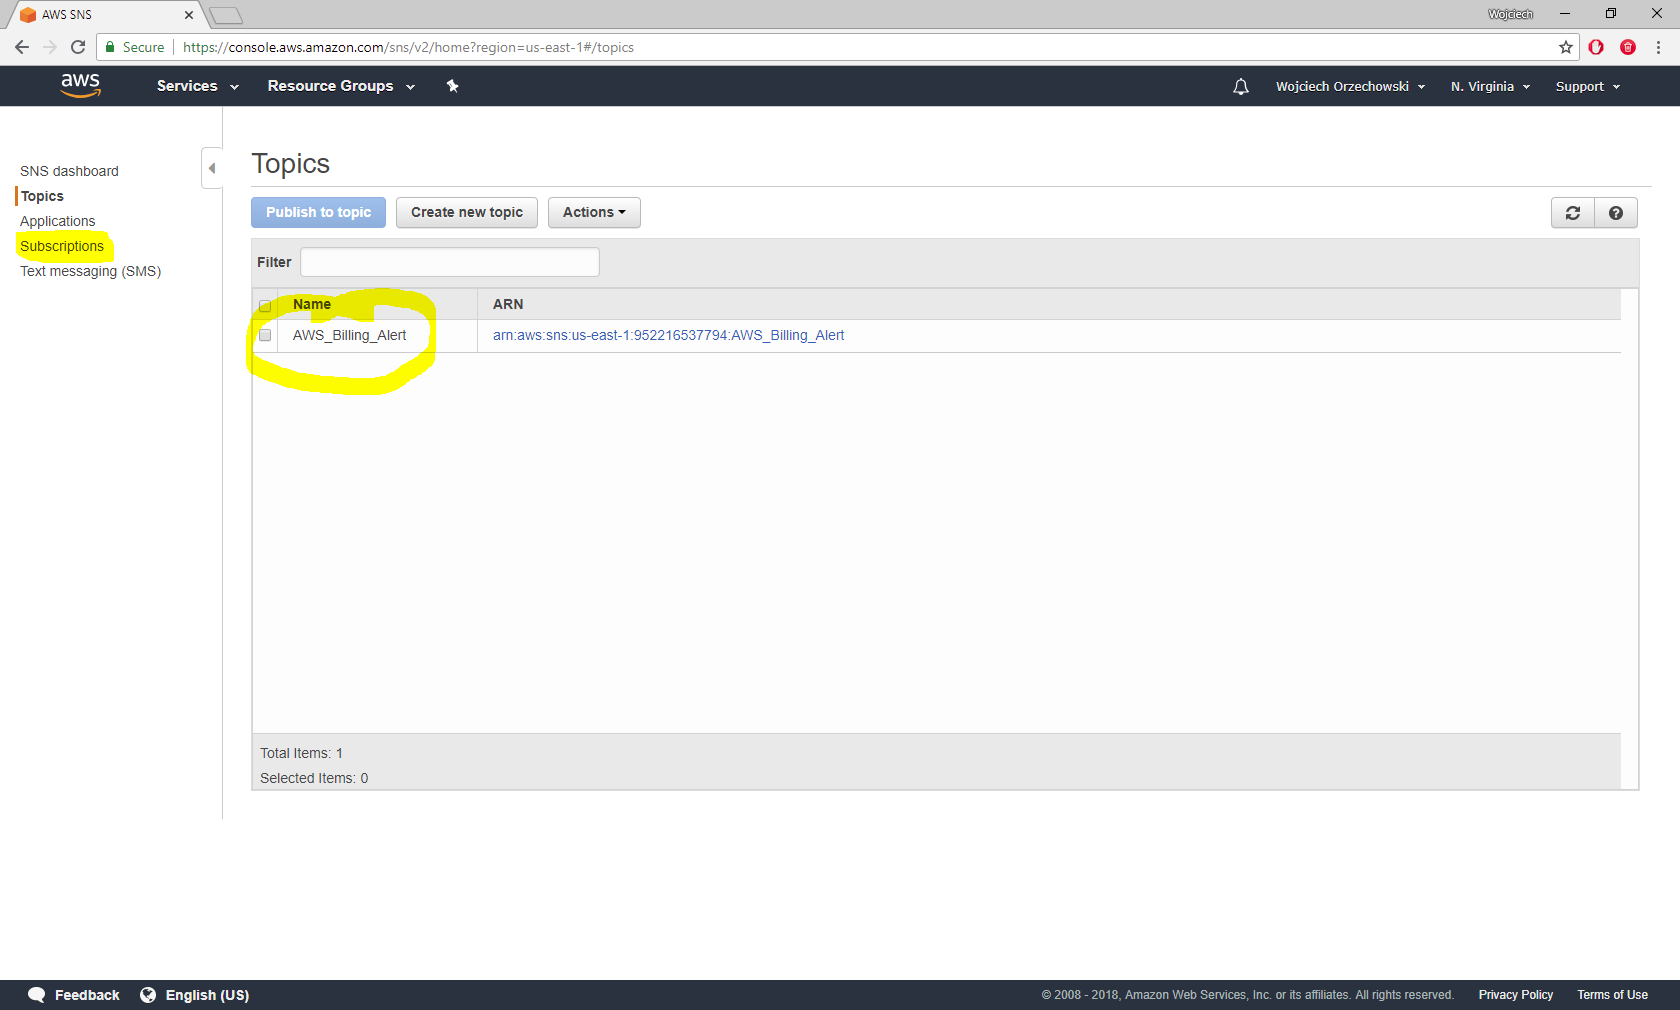 AWS SNS
Wojciech
Secure https://console.aws.amazon.com/sns/v2/home?region=us-east-1#/topics
aws Services Resource Groups Wojciech Orzechowski N. Virginia Support
SNS dashboard
Topics
Applications
Subscriptions
Text messaging (SMS)
Topics
Publish to topic Create new topic Actions
Filter
Name ARN
AWS_Billing_Alert arn:aws:sns:us-east-1:952216537794:AWS_Billing_Alert
Total Items: 1
Selected Items: 0
Feedback English (US) © 2008 - 2018, Amazon Web Services, Inc. or its affiliates. All rights reserved. Privacy Policy Terms of Use